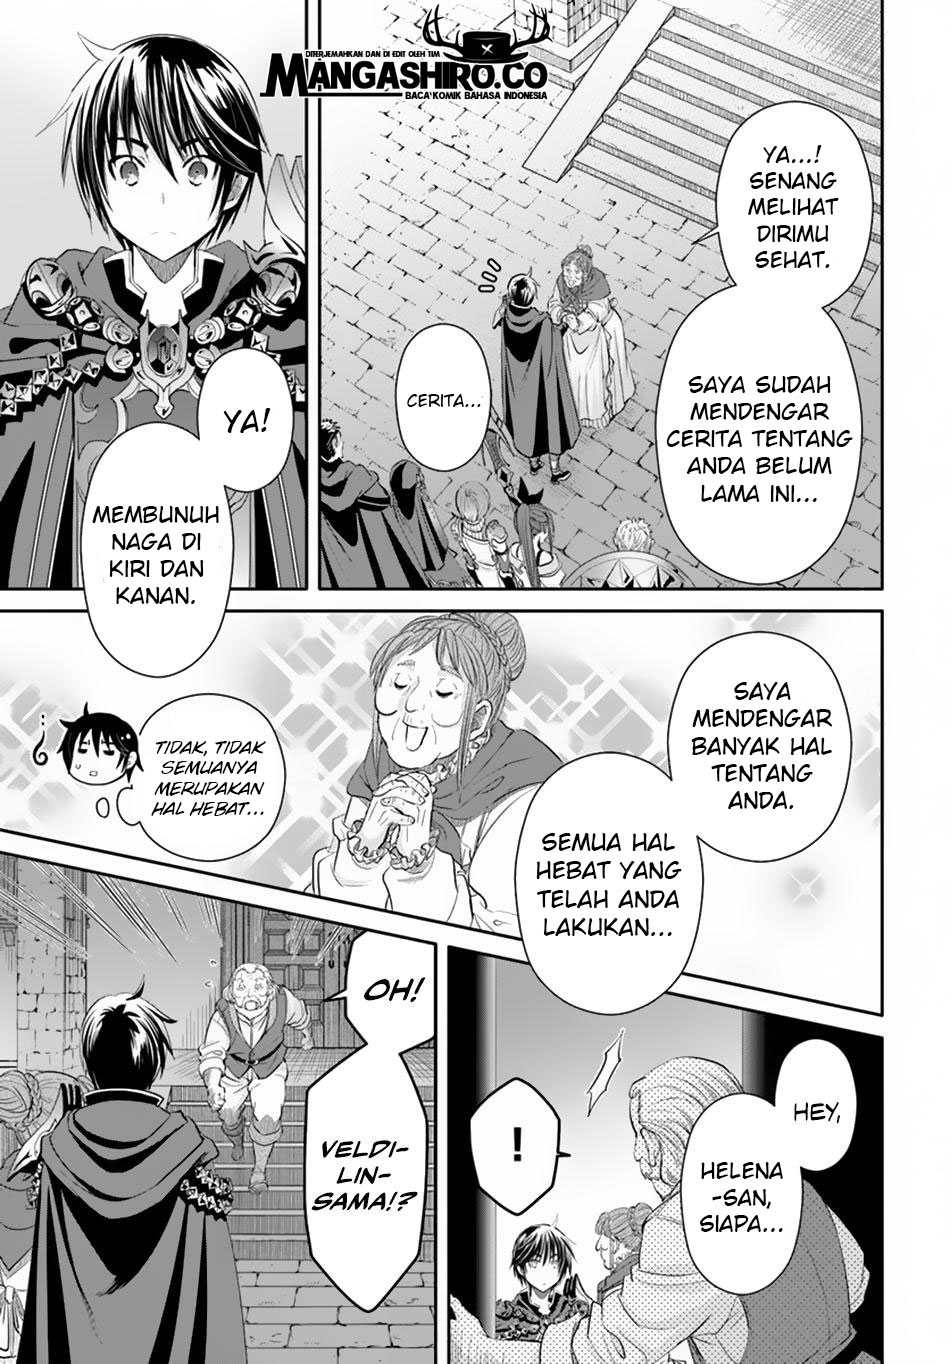 DITERJEMAHKAN DAN DI EDIT OLEH TIM
MANGASHIRO.CO
BACA KOMIK BAHASA INDONESIA
YA...!
SENANG
MELIHAT
DIRIMU
SEHAT.
SAYA SUDAH
MENDENGAR
CERITA TENTANG
ANDA BELUM
LAMA INI...
CERITA...
YA!
MEMBUNUH
NAGA DI
KIRI DAN
KANAN.
SAYA
MENDENGAR
BANYAK HAL
TENTANG
ANDA.
SEMUA HAL
HEBAT YANG
TELAH ANDA
LAKUKAN...
TIDAK, TIDAK
SEMUANYA
MERUPAKAN
HAL HEBAT...
HEY,
HELENA
-SAN,
SIAPA...
!
OH!
VELDI-
LIN-
SAMA!?